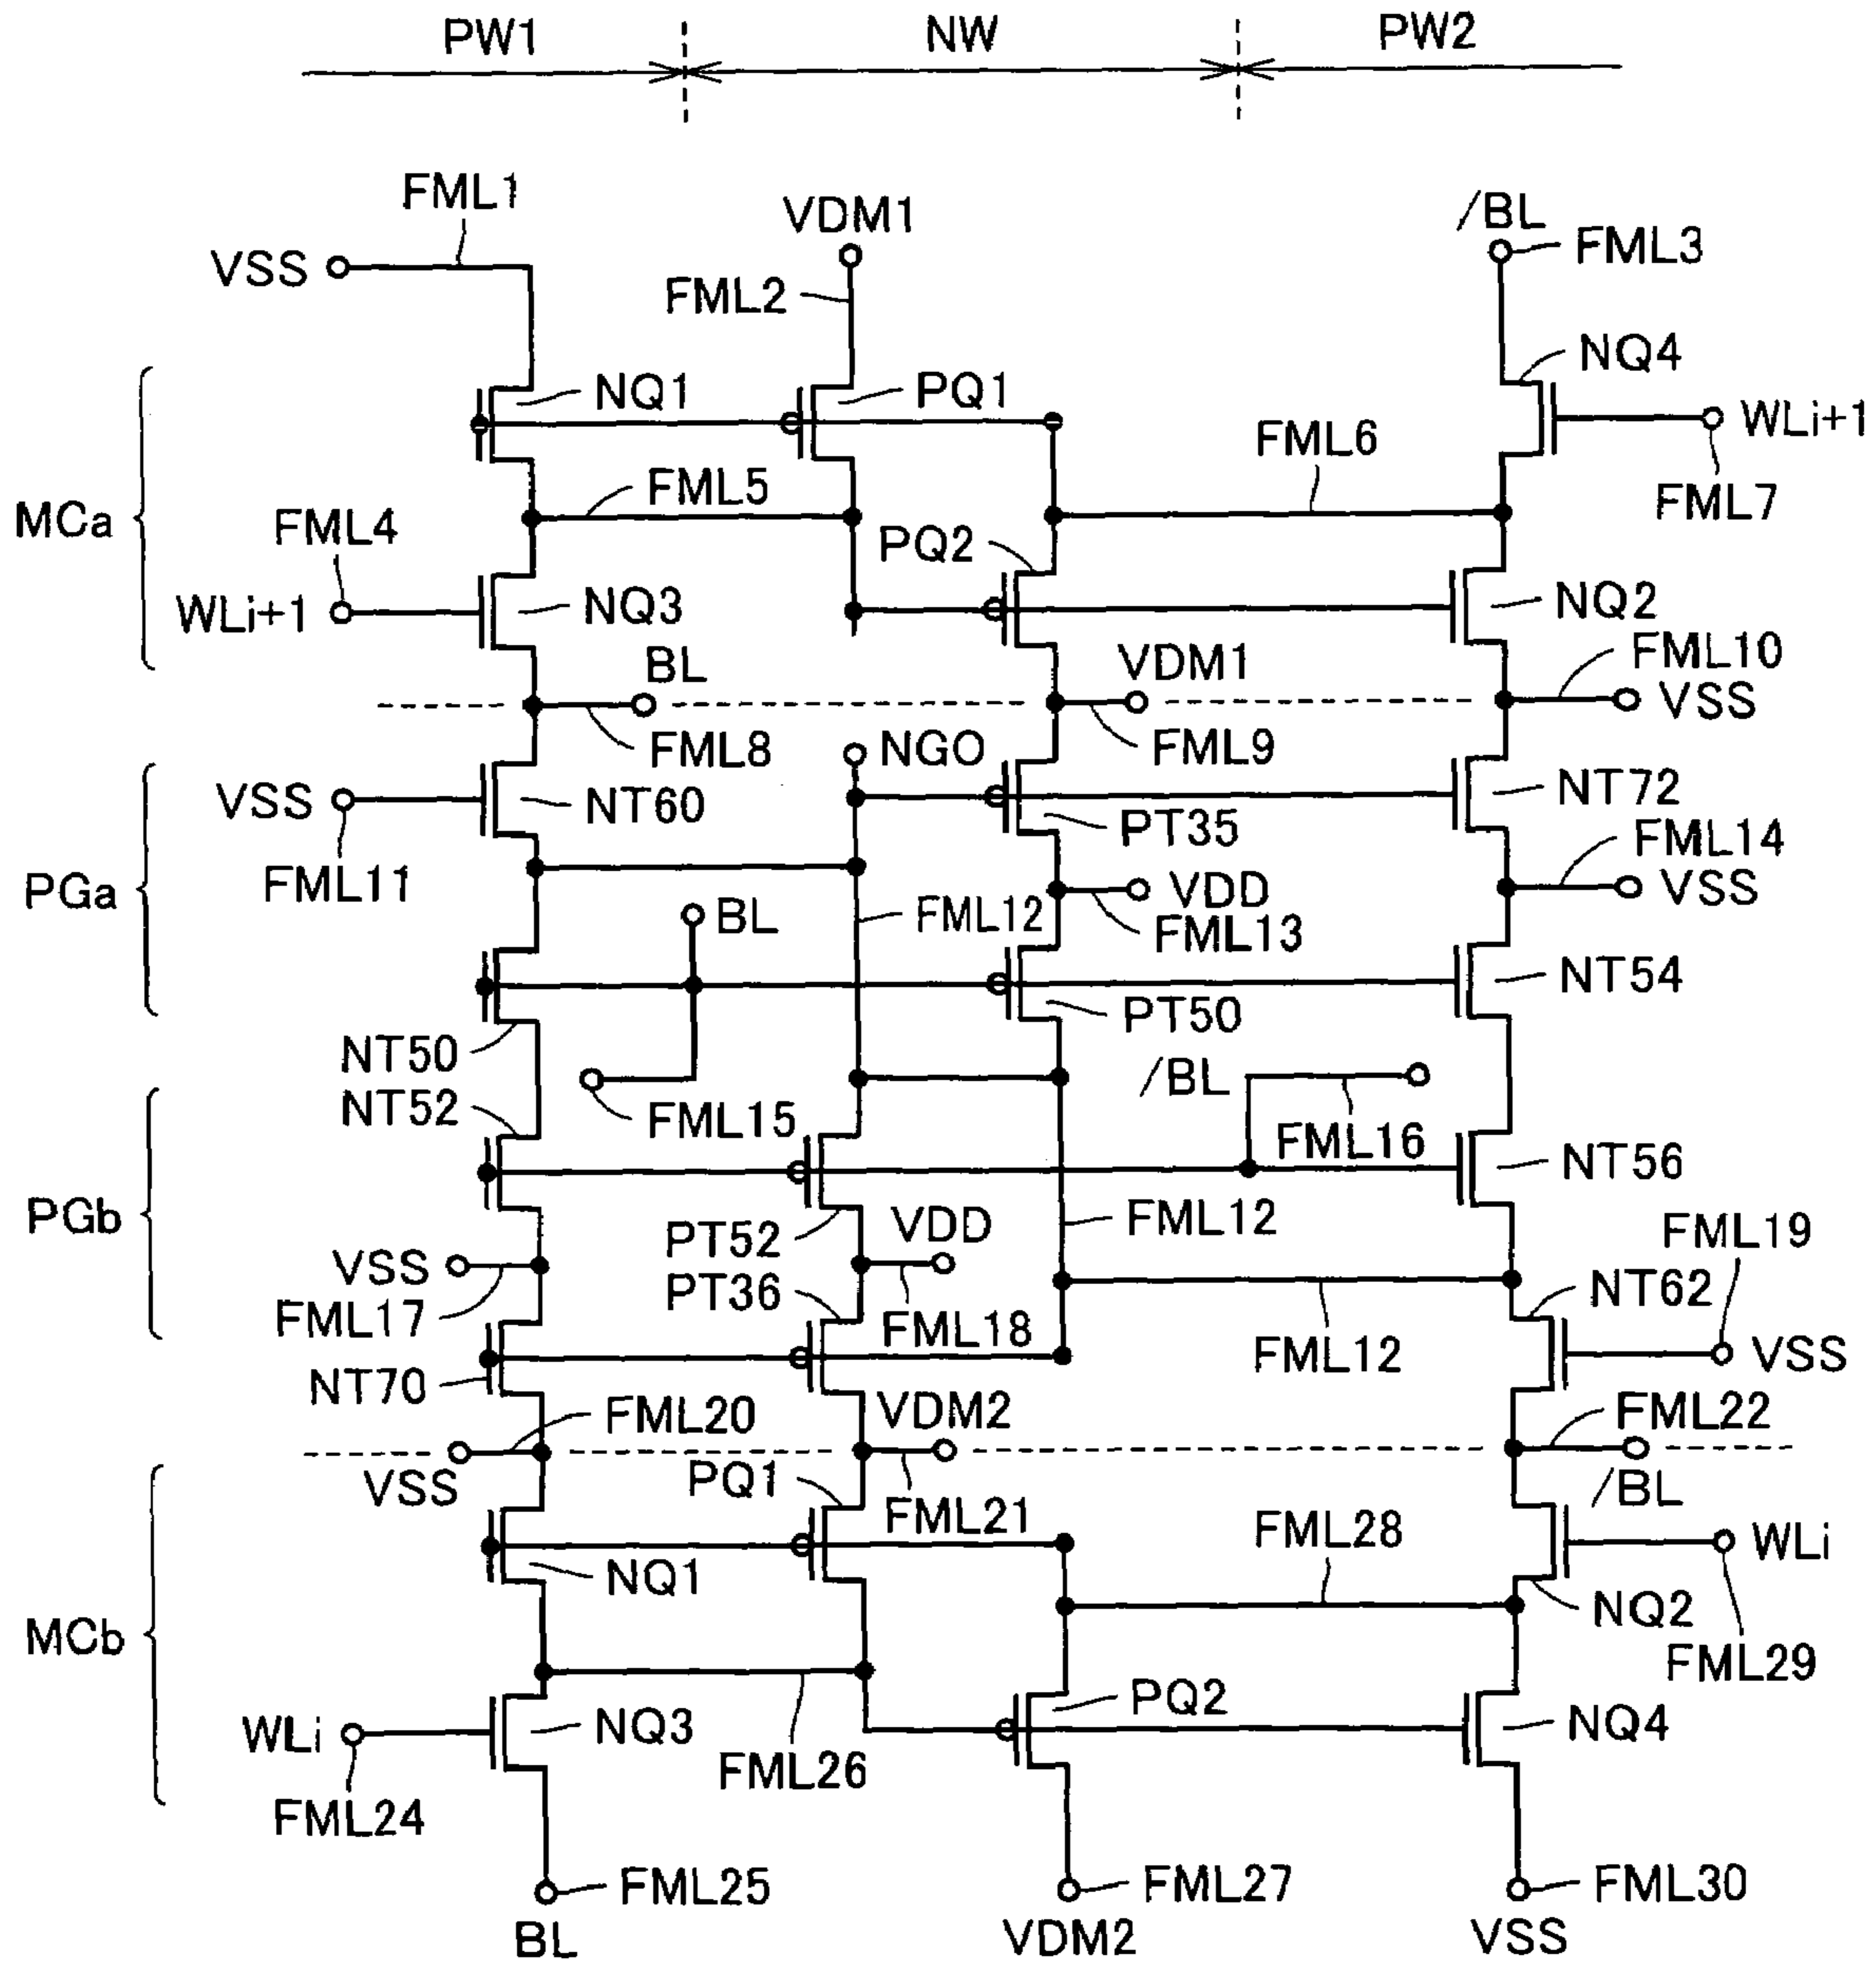 PW1 NW PW2
FML1 VDM1 /BL
VSS FML2 FML3
NQ1 PQ1 NQ4
WLi+1
FML6
MCa FML5 FML7
FML4 PQ2
WLi+1 NQ3 NQ2
BL VDM1 FML10
VSS
FML8 NGO FML9
VSS NT60 PT35 NT72
FML11 FML14
PGa FML12 VDD VSS
BL FML13
NT54
NT50 PT50
NT52 FML15 /BL
FML16 NT56
PGb PT52 VDD FML12 FML19
VSS
FML17 PT36 NT62
FML18 FML12 VSS
NT70
FML20 VDM2 FML22
VSS PQ1 /BL
FML21 FML28
WLi
NQ1 NQ2
MCb FML29
WLi NQ3 PQ2 NQ4
FML26
FML24
FML25 FML27 FML30
BL VDM2 VSS